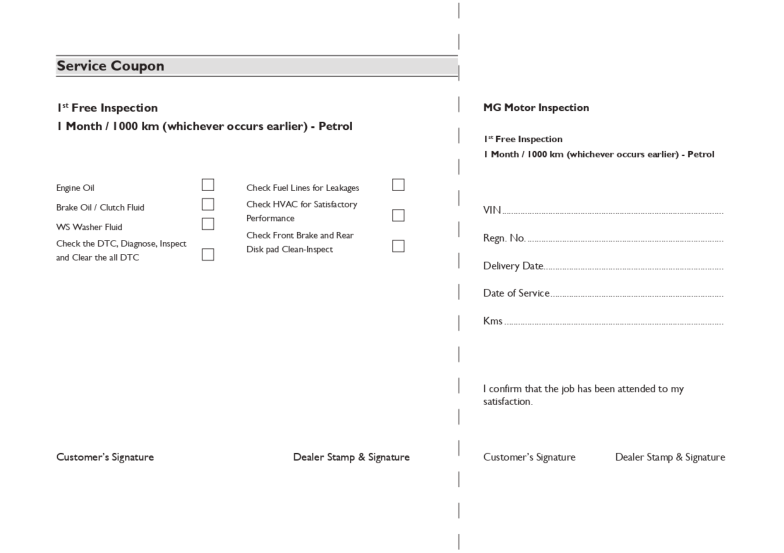 Service Coupon
1st Free Inspection
1 Month / 1000 km (whichever occurs earlier) - Petrol
Engine Oil
Brake Oil / Clutch Fluid
WS Washer Fluid
Check the DTC, Diagnose, Inspect
and Clear the all DTC
Check Fuel Lines for Leakages
Check HVAC for Satisfactory
Performance
Check Front Brake and Rear
Disk pad Clean-Inspect
Customer's Signature
Dealer Stamp & Signature
MG Motor Inspection
1st Free Inspection
1 Month / 1000 km (whichever occurs earlier) - Petrol
VIN
Regn. No.
Delivery Date
Date of Service
Kms
I confirm that the job has been attended to my
satisfaction.
Customer's Signature
Dealer Stamp & Signature